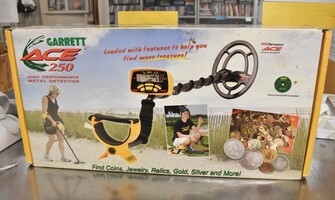 GARRETT
ACE
250
HIGH PERFORMANCE
METAL DETECTOR
Loaded with features to help you
find more treasure!
ACE
Find Coins, Jewelry, Relics, Gold, Silver and More!